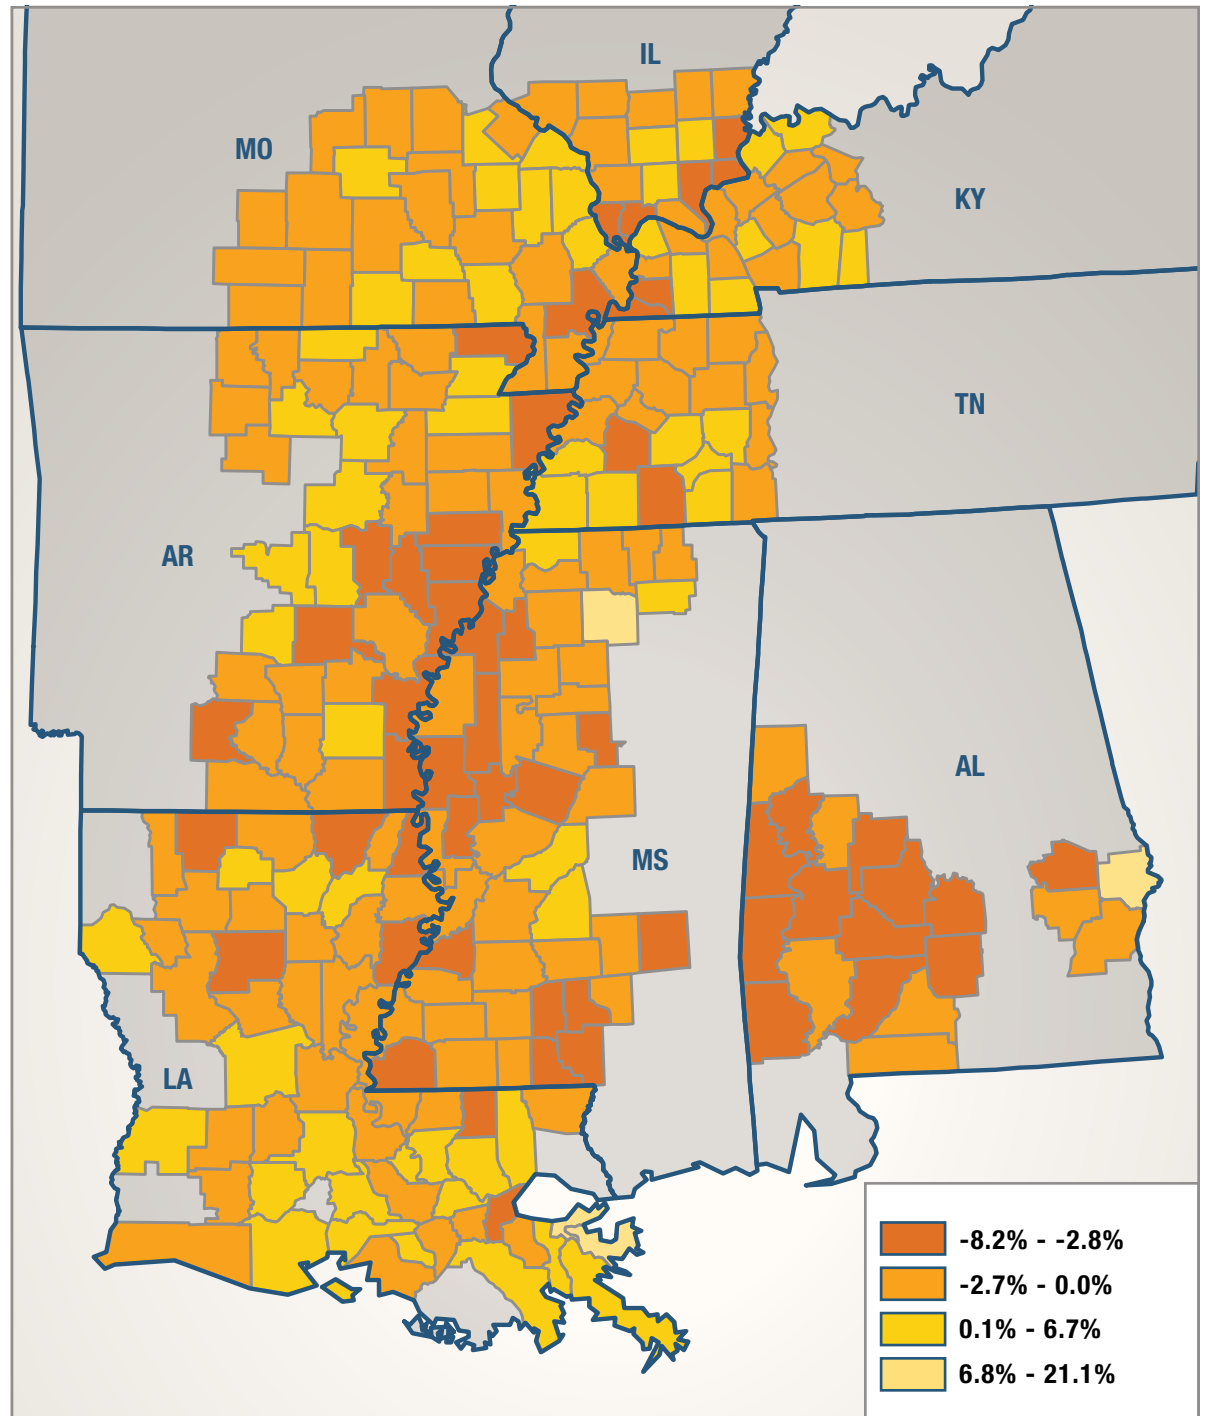 IL
MO
KY
TN
AR
AL
MS
LA
-8.2% - -2.8%
-2.7% - 0.0%
0.1% - 6.7%
6.8% - 21.1%